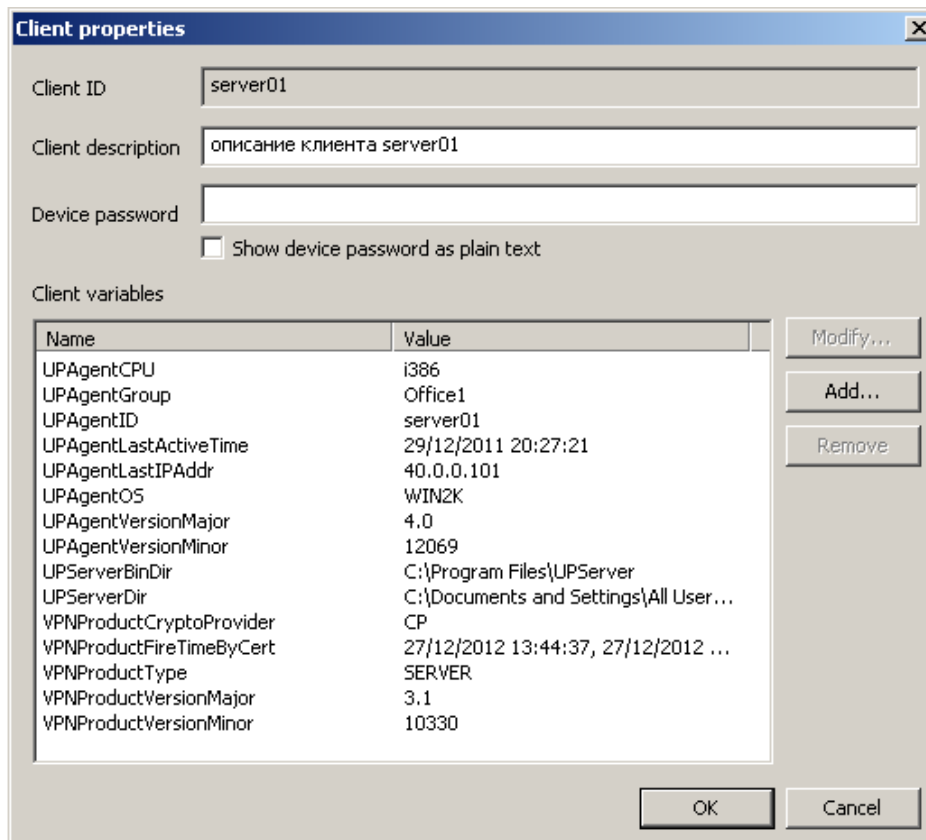 Client properties
Client ID server01
Client description описание клиента server01
Device password
Show device password as plain text
Client variables
Name Value
Modify...
UPAgentCPU i386
UPAgentGroup Office1
Add...
UPAgentID server01
UPAgentLastActiveTime 29/12/2011 20:27:21
Remove
UPAgentLastIPAddr 40.0.0.101
UPAgentOS WIN2K
UPAgentVersionMajor 4.0
UPAgentVersionMinor 12069
UPServerBinDir C:\Program Files\UPServer
UPServerDir C:\Documents and Settings\All User...
VPNProductCryptoProvider CP
VPNProductFireTimeByCert 27/12/2012 13:44:37, 27/12/2012 ...
VPNProductType SERVER
VPNProductVersionMajor 3.1
VPNProductVersionMinor 10330
OK Cancel